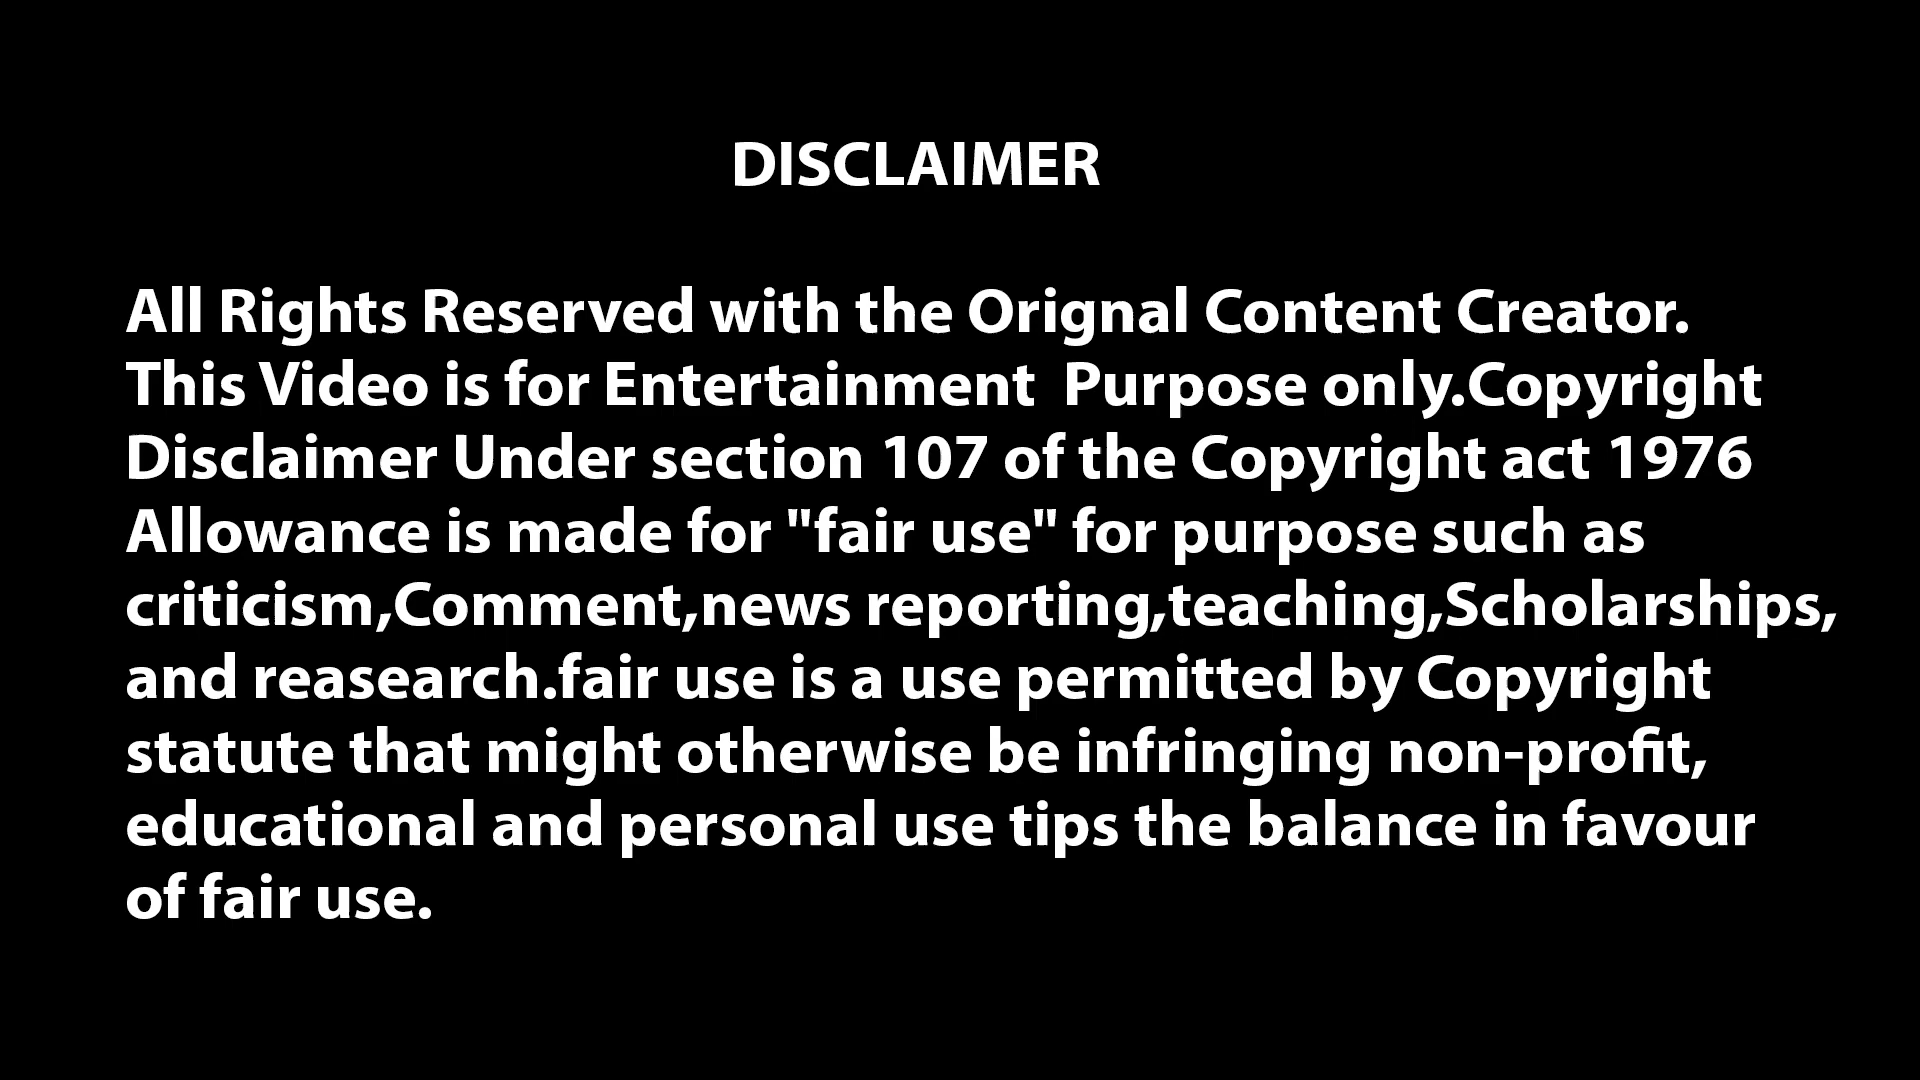 DISCLAIMER
All Rights Reserved with the Orignal Content Creator.
This Video is for Entertainment  Purpose only.Copyright
Disclaimer Under section 107 of the Copyright act 1976
Allowance is made for "fair use" for purpose such as
criticism,Comment,news reporting,teaching,Scholarships,
and reasearch.fair use is a use permitted by Copyright
statute that might otherwise be infringing non-profit,
educational and personal use tips the balance in favour
of fair use.